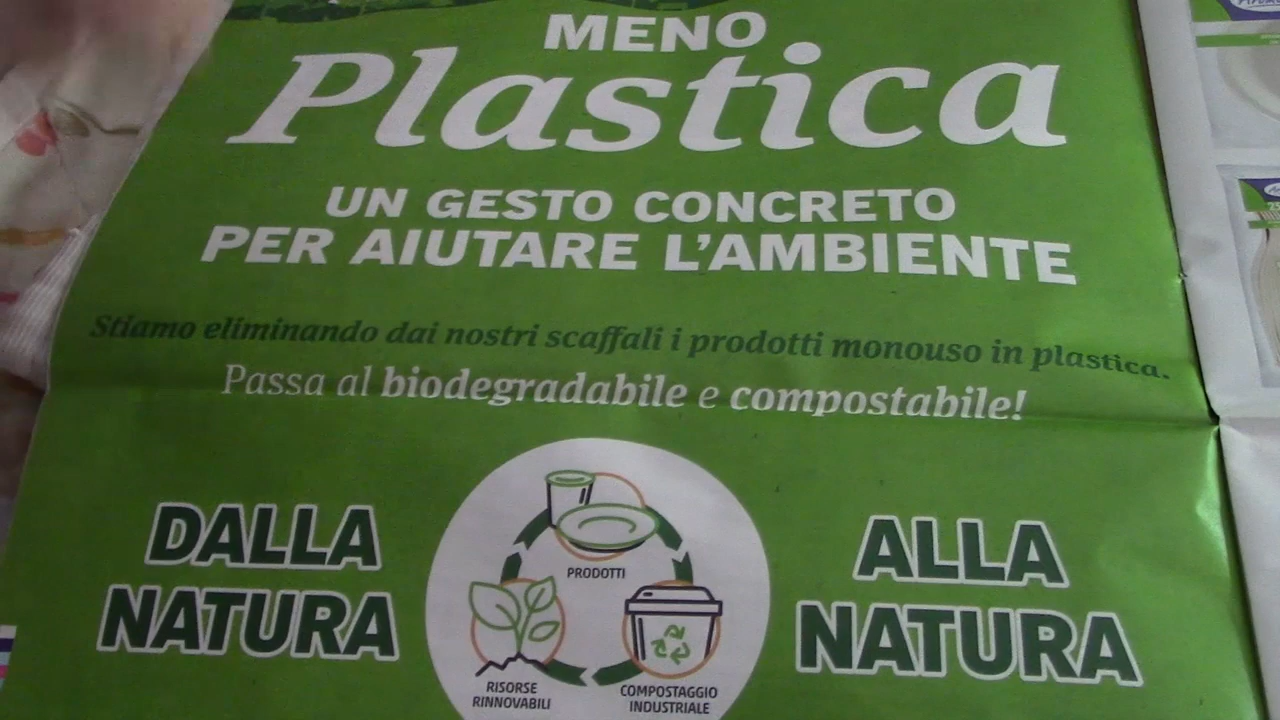 MENO
Plastica
UN GESTO CONCRETO
PER AIUTARE L'AMBIENTE
Stiamo eliminando dai nostri scaffali i prodotti monouso in plastica.
Passa al biodegradabile e compostabile!
DALLA
NATURA
PRODOTTI
RISORSE
RINNOVABILI
COMPOSTAGGIO
INDUSTRIALE
ALLA
NATURA